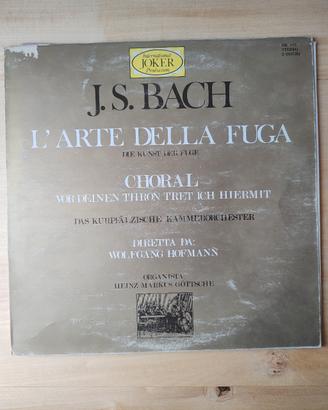 International
JOKER
Production
STEREO
J. S. BACH
L'ARTE DELLA FUGA
DIE KUNST DER FUGE
CHORAL
VOR DEINEN THRON TRET ICH HIERMIT
DAS KURPFÄLZISCHE KAMMERORCHESTER
DIRETTA DA:
WOLFGANG HOFMANN
ORGANISTA
HEINZ MARKUS GÖTTSCHE